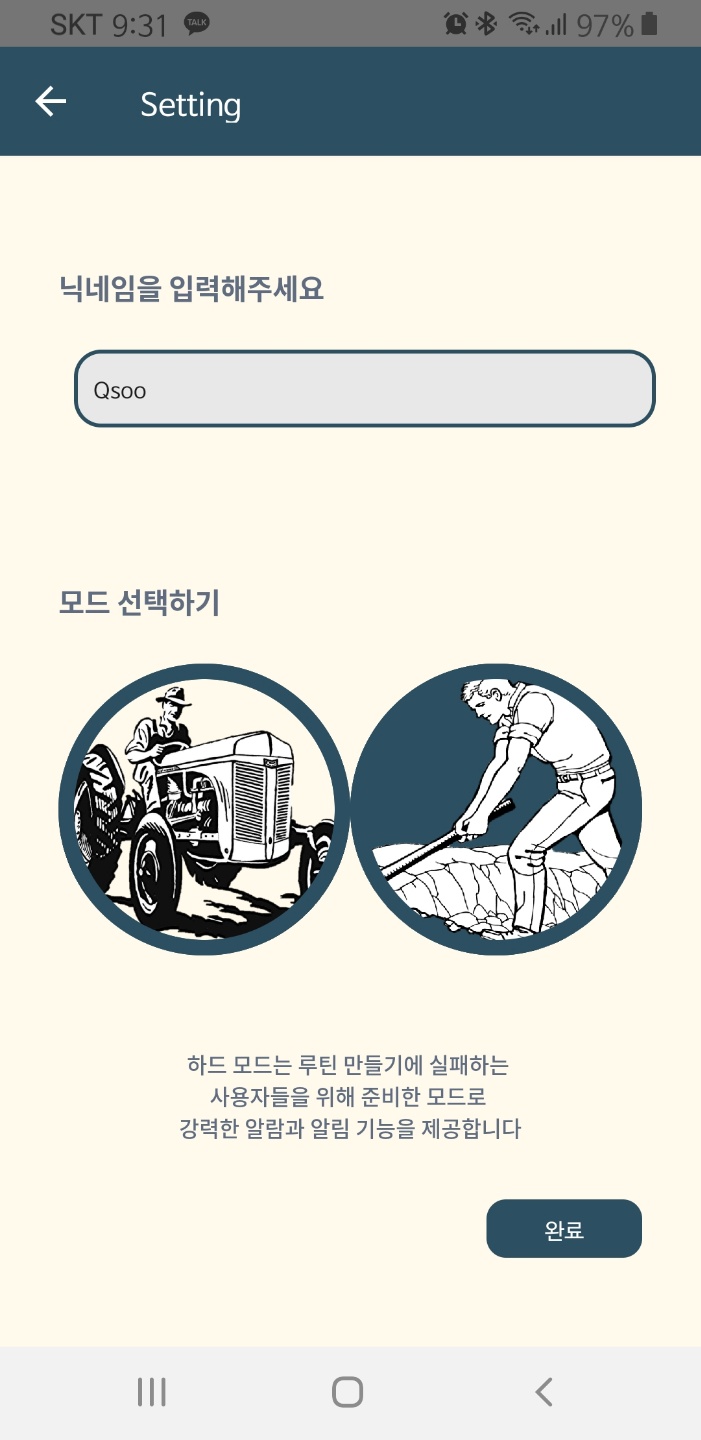 SKT 9:31 TALK 97%
Setting
닉네임을 입력해주세요
Qsoo
모드 선택하기
하드 모드는 루틴 만들기에 실패하는
사용자들을 위해 준비한 모드로
강력한 알람과 알림 기능을 제공합니다
완료